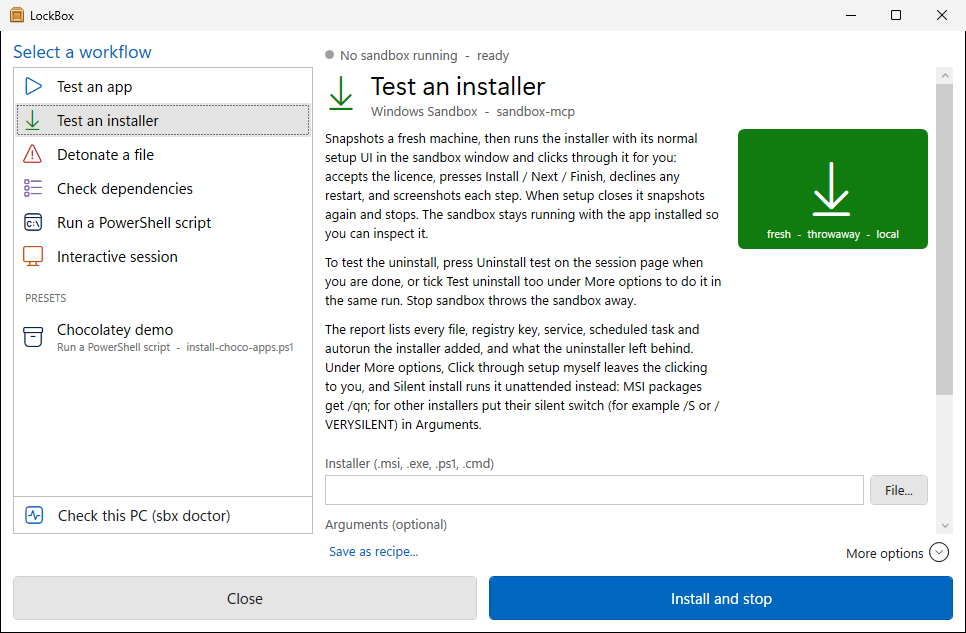 LockBox
Select a workflow
Test an app
Test an installer
Detonate a file
Check dependencies
C:\
Run a PowerShell script
Interactive session
PRESETS
Chocolatey demo
Run a PowerShell script - install-choco-apps.ps1
Check this PC (sbx doctor)
No sandbox running - ready
Test an installer
Windows Sandbox - sandbox-mcp
Snapshots a fresh machine, then runs the installer with its normal
setup UI in the sandbox window and clicks through it for you:
accepts the licence, presses Install / Next / Finish, declines any
restart, and screenshots each step. When setup closes it snapshots
again and stops. The sandbox stays running with the app installed so
you can inspect it.
To test the uninstall, press Uninstall test on the session page when
you are done, or tick Test uninstall too under More options to do it in
the same run. Stop sandbox throws the sandbox away.
The report lists every file, registry key, service, scheduled task and
autorun the installer added, and what the uninstaller left behind.
Under More options, Click through setup myself leaves the clicking
to you, and Silent install runs it unattended instead: MSI packages
get /qn; for other installers put their silent switch (for example /S or /
VERYSILENT) in Arguments.
fresh - throwaway - local
Installer (.msi, .exe, .ps1, .cmd)
File...
Arguments (optional)
Save as recipe...
More options
Close
Install and stop